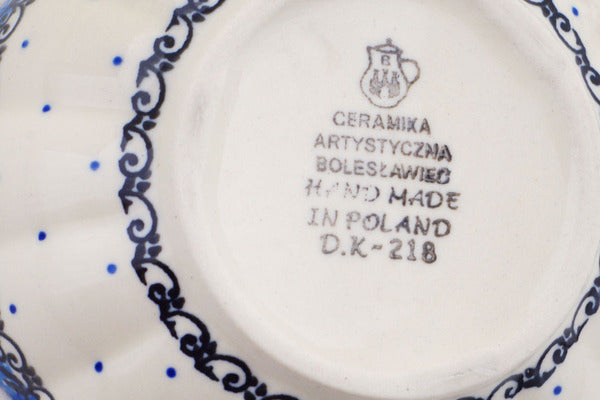 B
CERAMIKA
ARTYSTYCZNA
BOLESŁAWIEC
HAND MADE
IN POLAND
D.K-218